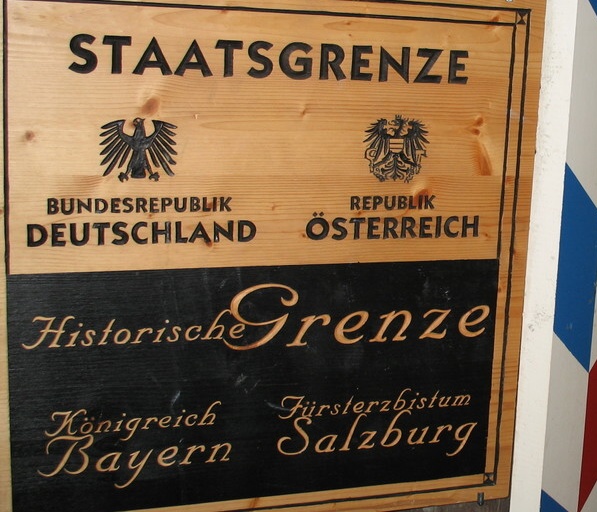 STAATSGRENZE
BUNDESREPUBLIK
DEUTSCHLAND
REPUBLIK
ÖSTERREICH
Historische Grenze
Königreich
Bayern
Fürsterzbistum
Salzburg